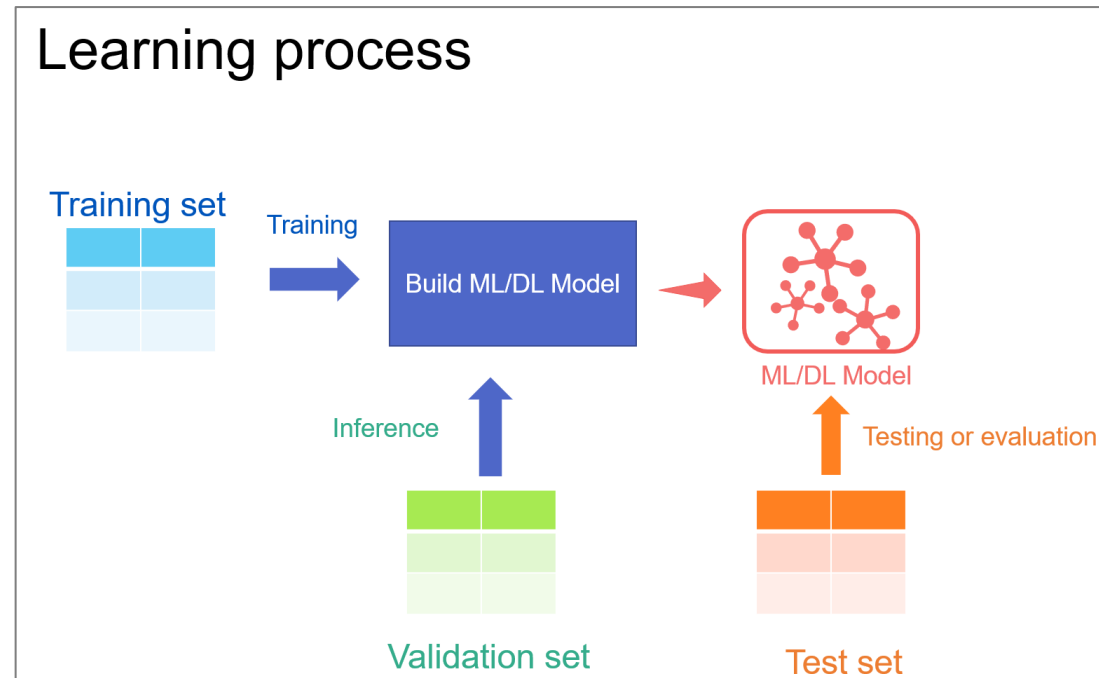 Learning process
Training set
Training
Build ML/DL Model
ML/DL Model
Inference
Testing or evaluation
Validation set
Test set